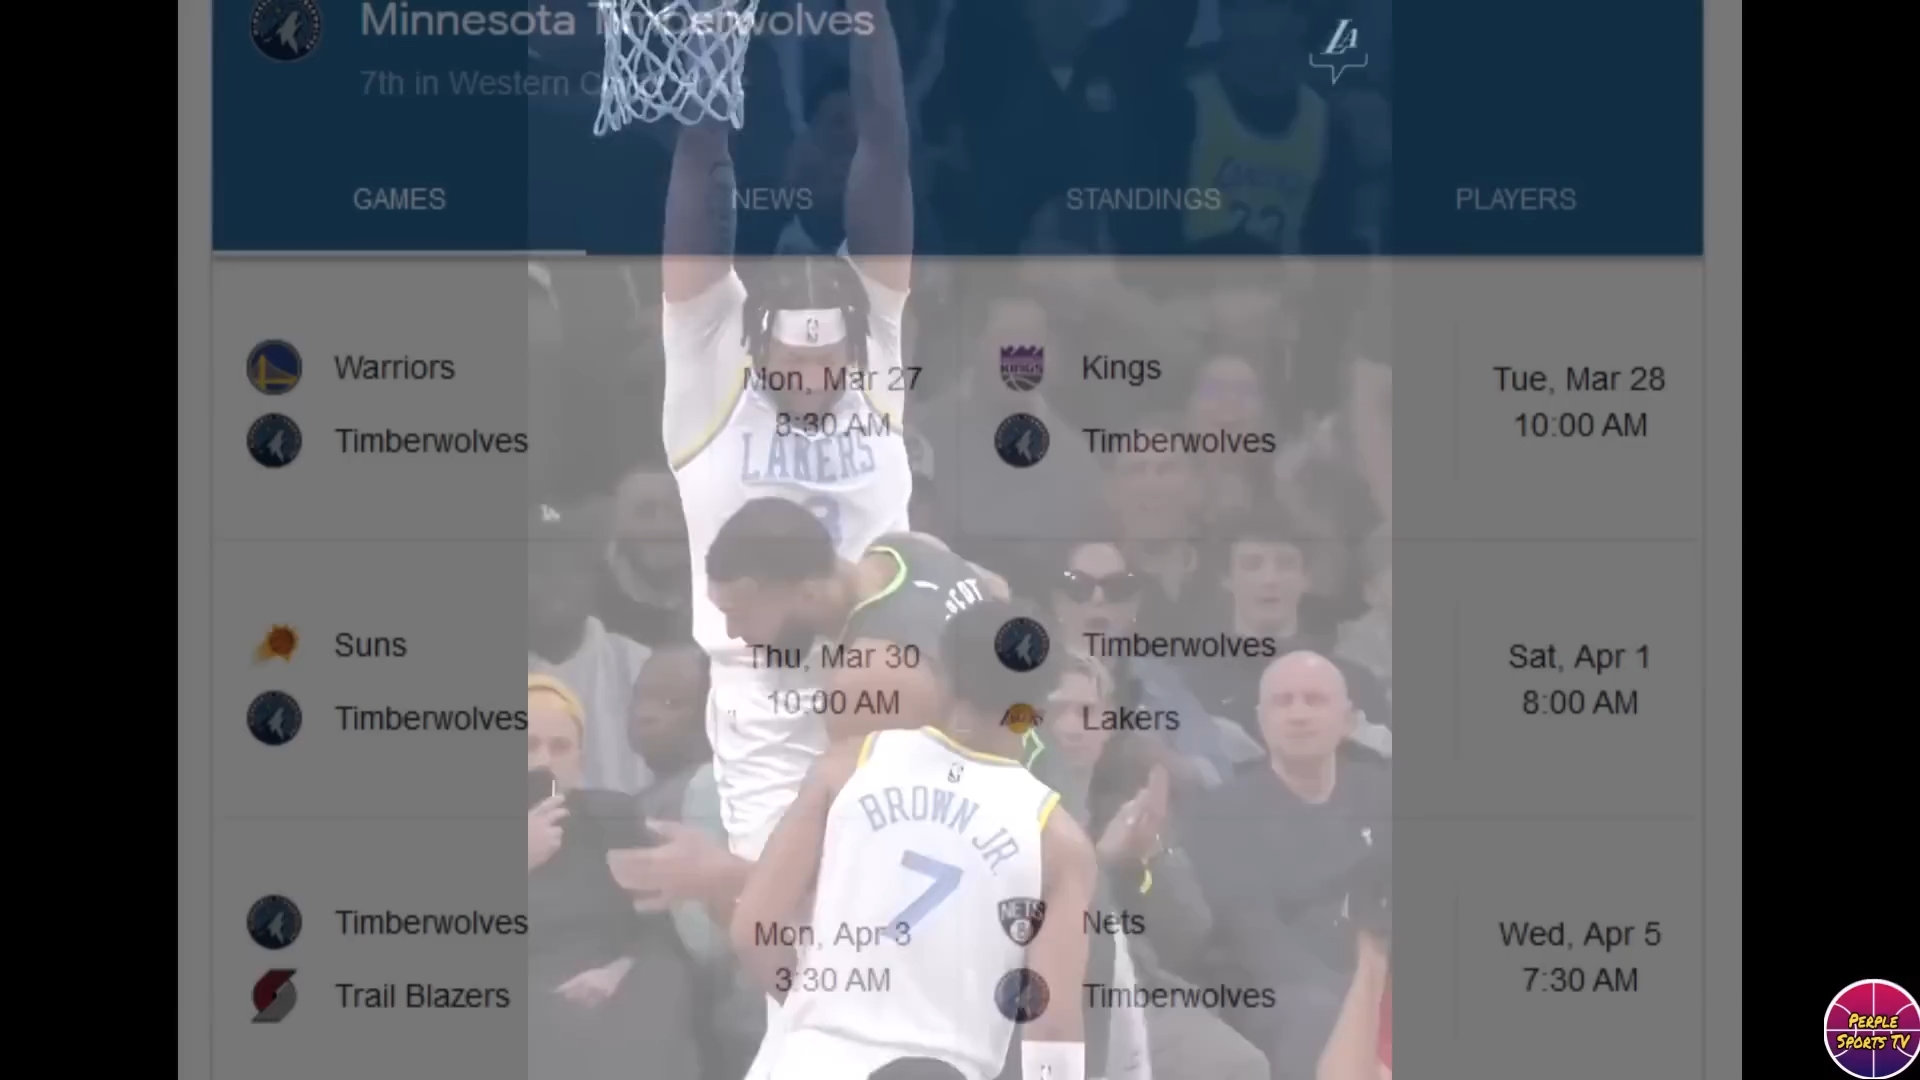 Minnesota Timberwolves
LA
7th in Western
GAMES
NEWS
STANDINGS
PLAYERS
Warriors
Timberwolves
Mon, Mar 27
8:30 AM
KINGS
Kings
Timberwolves
Tue, Mar 28
10:00 AM
LAKERS
Suns
Timberwolves
Thu, Mar 30
10:00 AM
Timberwolves
Lakers
Sat, Apr 1
8:00 AM
BROWN JR.
7
Timberwolves
Trail Blazers
Mon, Apr 3
3:30 AM
NETS
Nets
Timberwolves
Wed, Apr 5
7:30 AM
PERPLE
SPORTS TV